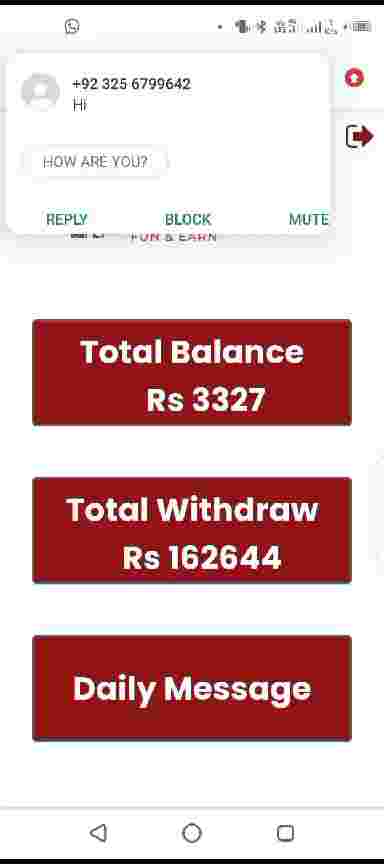 +92 325 6799642
Hi
HOW ARE YOU?
REPLY BLOCK MUTE
FUN & EARN
Total Balance
Rs 3327
Total Withdraw
Rs 162644
Daily Message